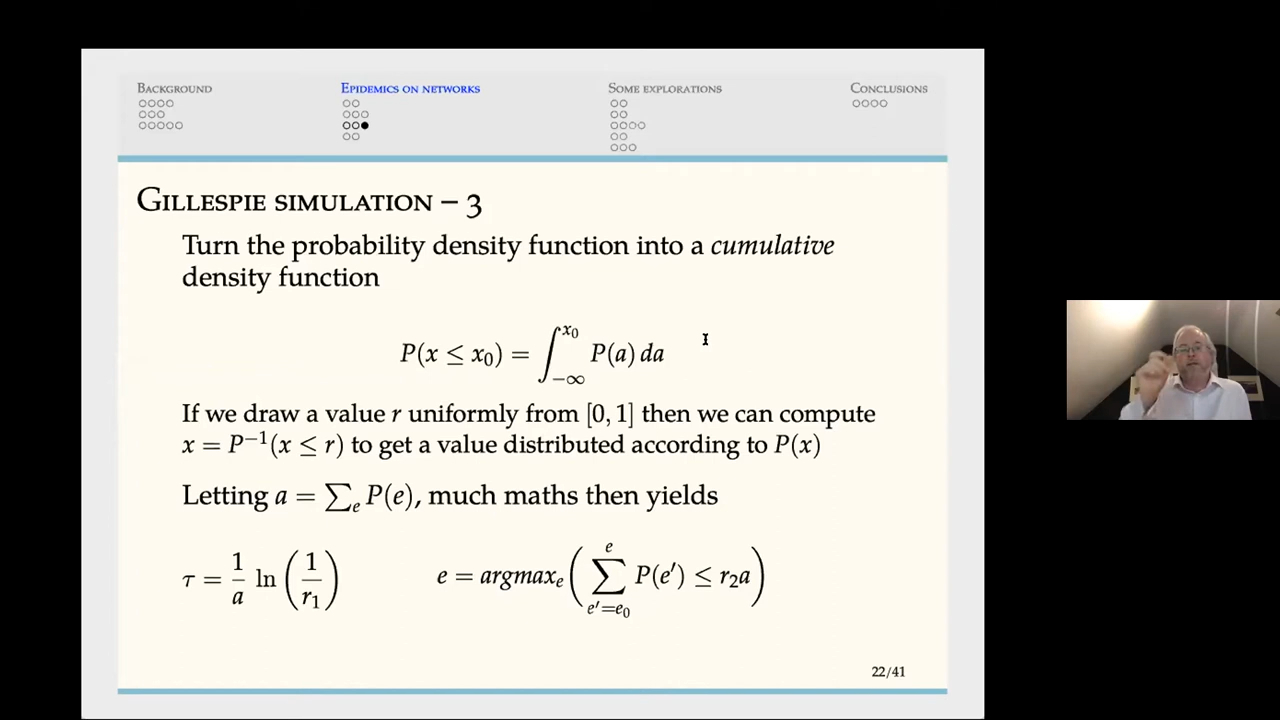 BACKGROUND
EPIDEMICS ON NETWORKS
SOME EXPLORATIONS
CONCLUSIONS
GILLESPIE SIMULATION – 3
Turn the probability density function into a cumulative
density function
P(x ≤ x₀) = ∫_{−∞}^{x₀} P(a) da
If we draw a value r uniformly from [0, 1] then we can compute
x = P⁻¹(x ≤ r) to get a value distributed according to P(x)
Letting a = ∑ₑ P(e), much maths then yields
τ = 1/a ln (1/r₁)
e = argmaxₑ (∑_{e′=e₀}^{e} P(e′) ≤ r₂a)
22/41